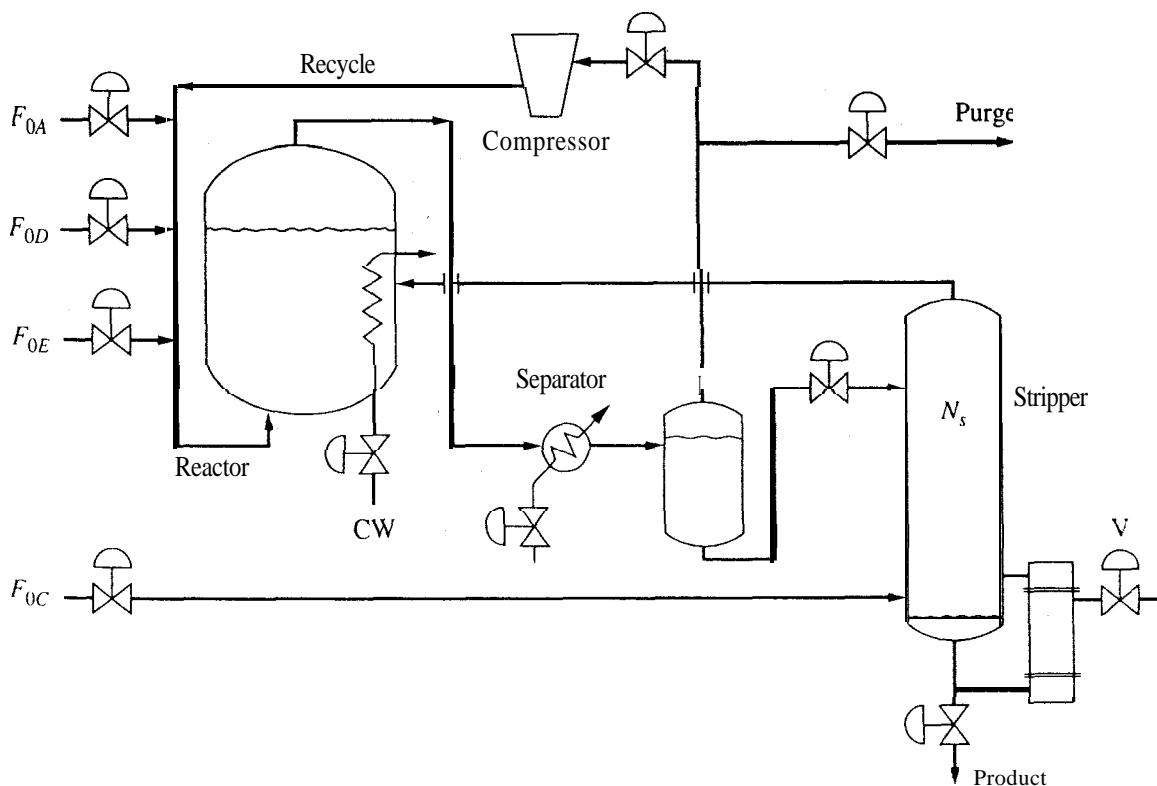 Recycle
Compressor
Purge
F0A
F0D
F0E
Separator
Ns
Stripper
Reactor
CW
F0C
V
Product